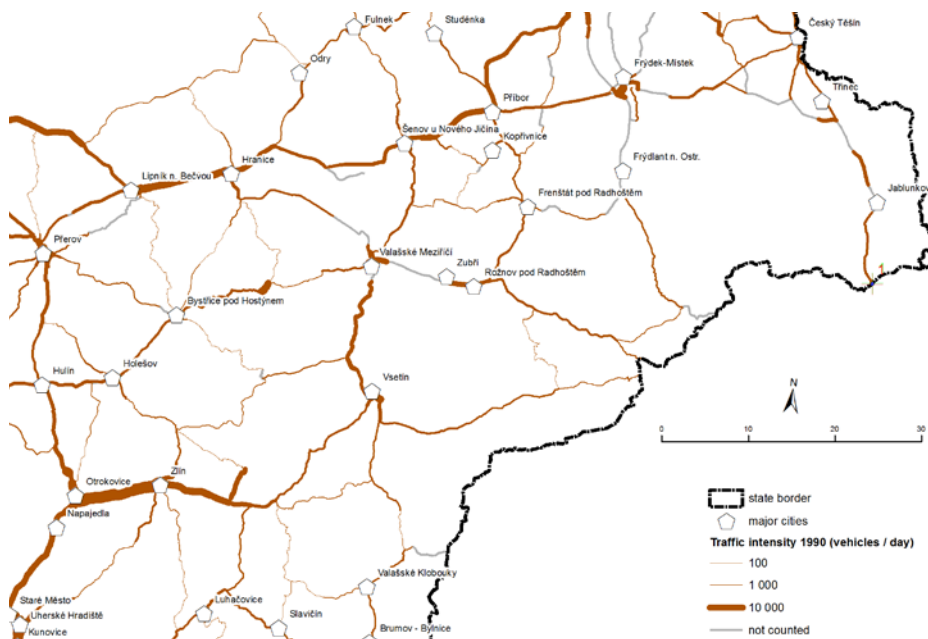 Fulnek
Studénka
Český Těšín
Odry
Frýdek-Místek
Třinec
Příbor
Šenov u Nového Jičína
Kopřivnice
Hranice
Lipník n. Bečvou
Frýdlant n. Ostr.
Frenštát pod Radhoštěm
Jablunkov
Přerov
Valašské Meziříčí
Zubří
Rožnov pod Radhoštěm
1
Bystřice pod Hostýnem
Holešov
Hulín
Vsetín
N
0 10 20 30
Otrokovice
Zlín
Napajedla
state border
major cities
Traffic intensity 1990 (vehicles / day)
100
1 000
10 000
not counted
Valašské Klobouky
Staré Město
Uherské Hradiště
Kunovice
Luhačovice
Slavičín
Brumov - Bylnice